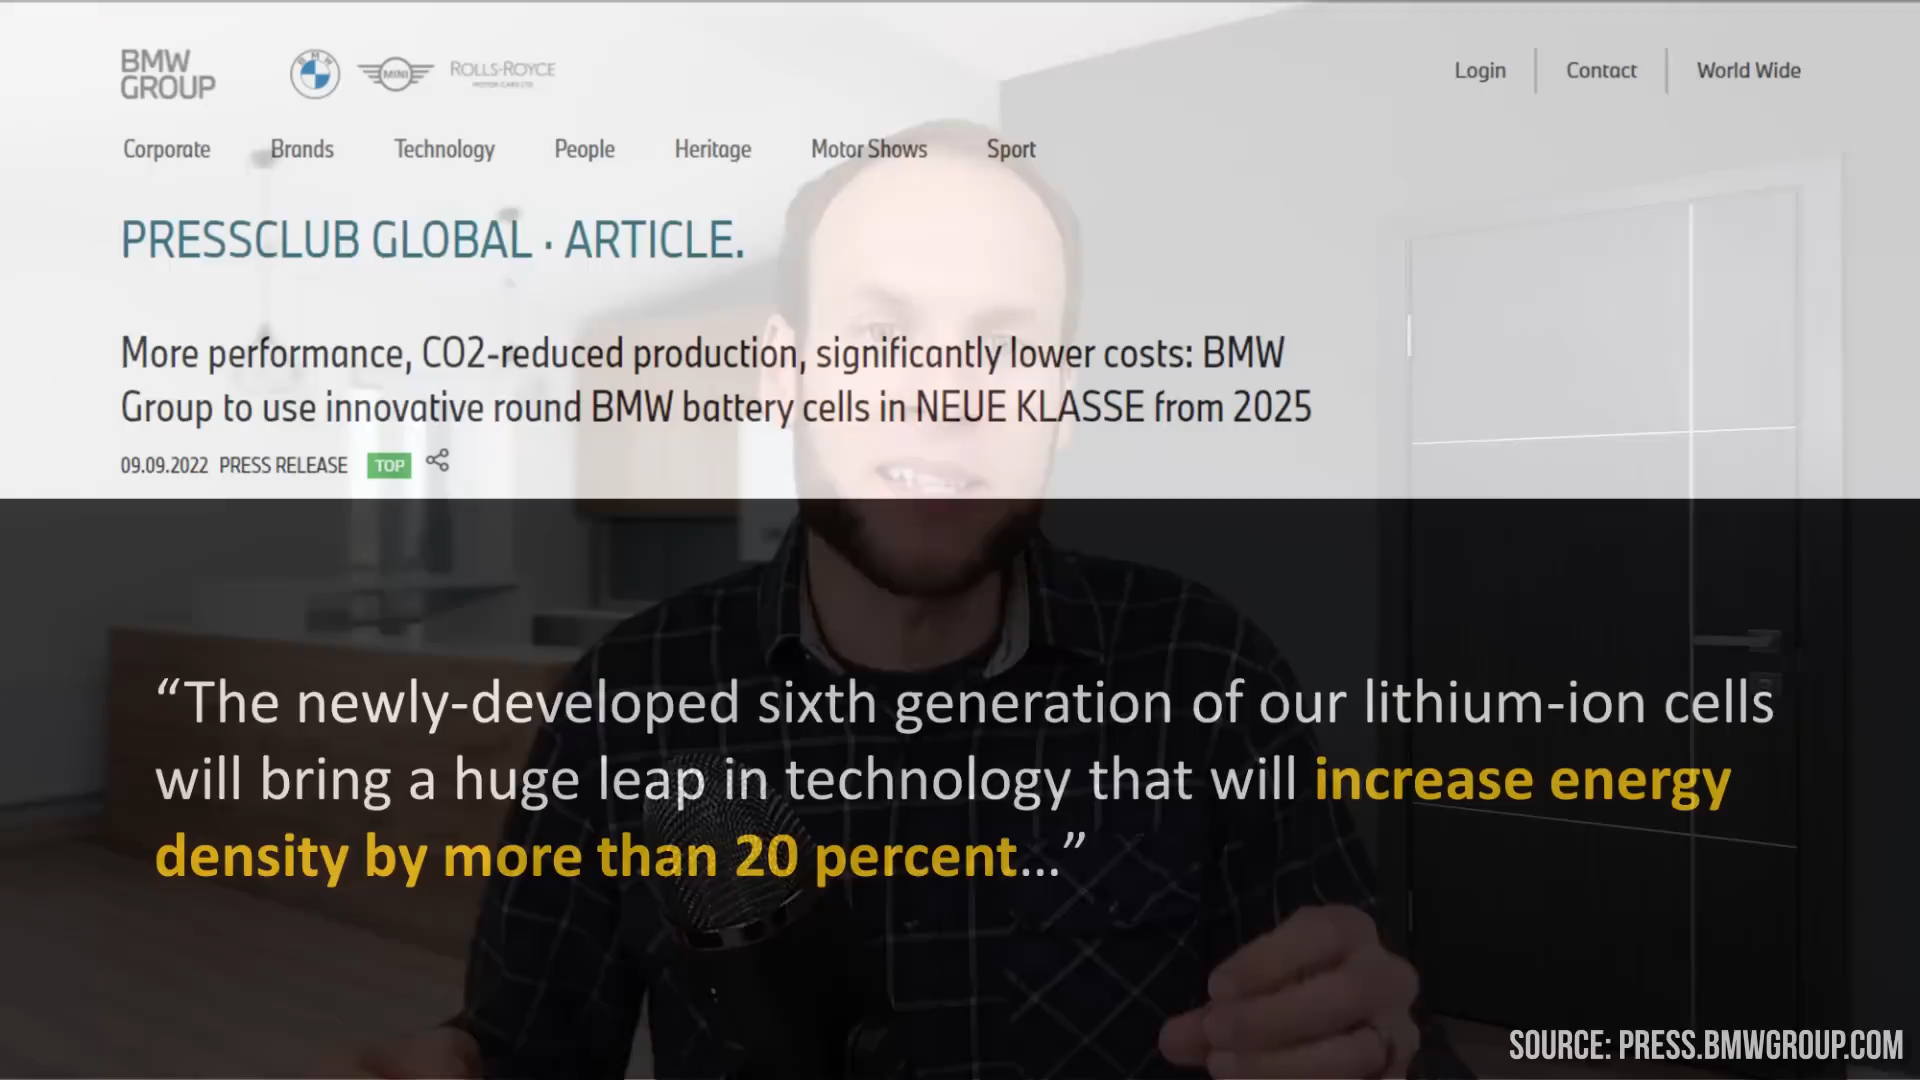 BMW
GROUP
MINI
ROLLS-ROYCE
MOTOR CARS LTD
Login
Contact
World Wide
Corporate
Brands
Technology
People
Heritage
Motor Shows
Sport
PRESSCLUB GLOBAL · ARTICLE.
More performance, CO2-reduced production, significantly lower costs: BMW
Group to use innovative round BMW battery cells in NEUE KLASSE from 2025
09.09.2022 PRESS RELEASE TOP
“The newly-developed sixth generation of our lithium-ion cells
will bring a huge leap in technology that will increase energy
density by more than 20 percent...”
SOURCE: PRESS.BMWGROUP.COM